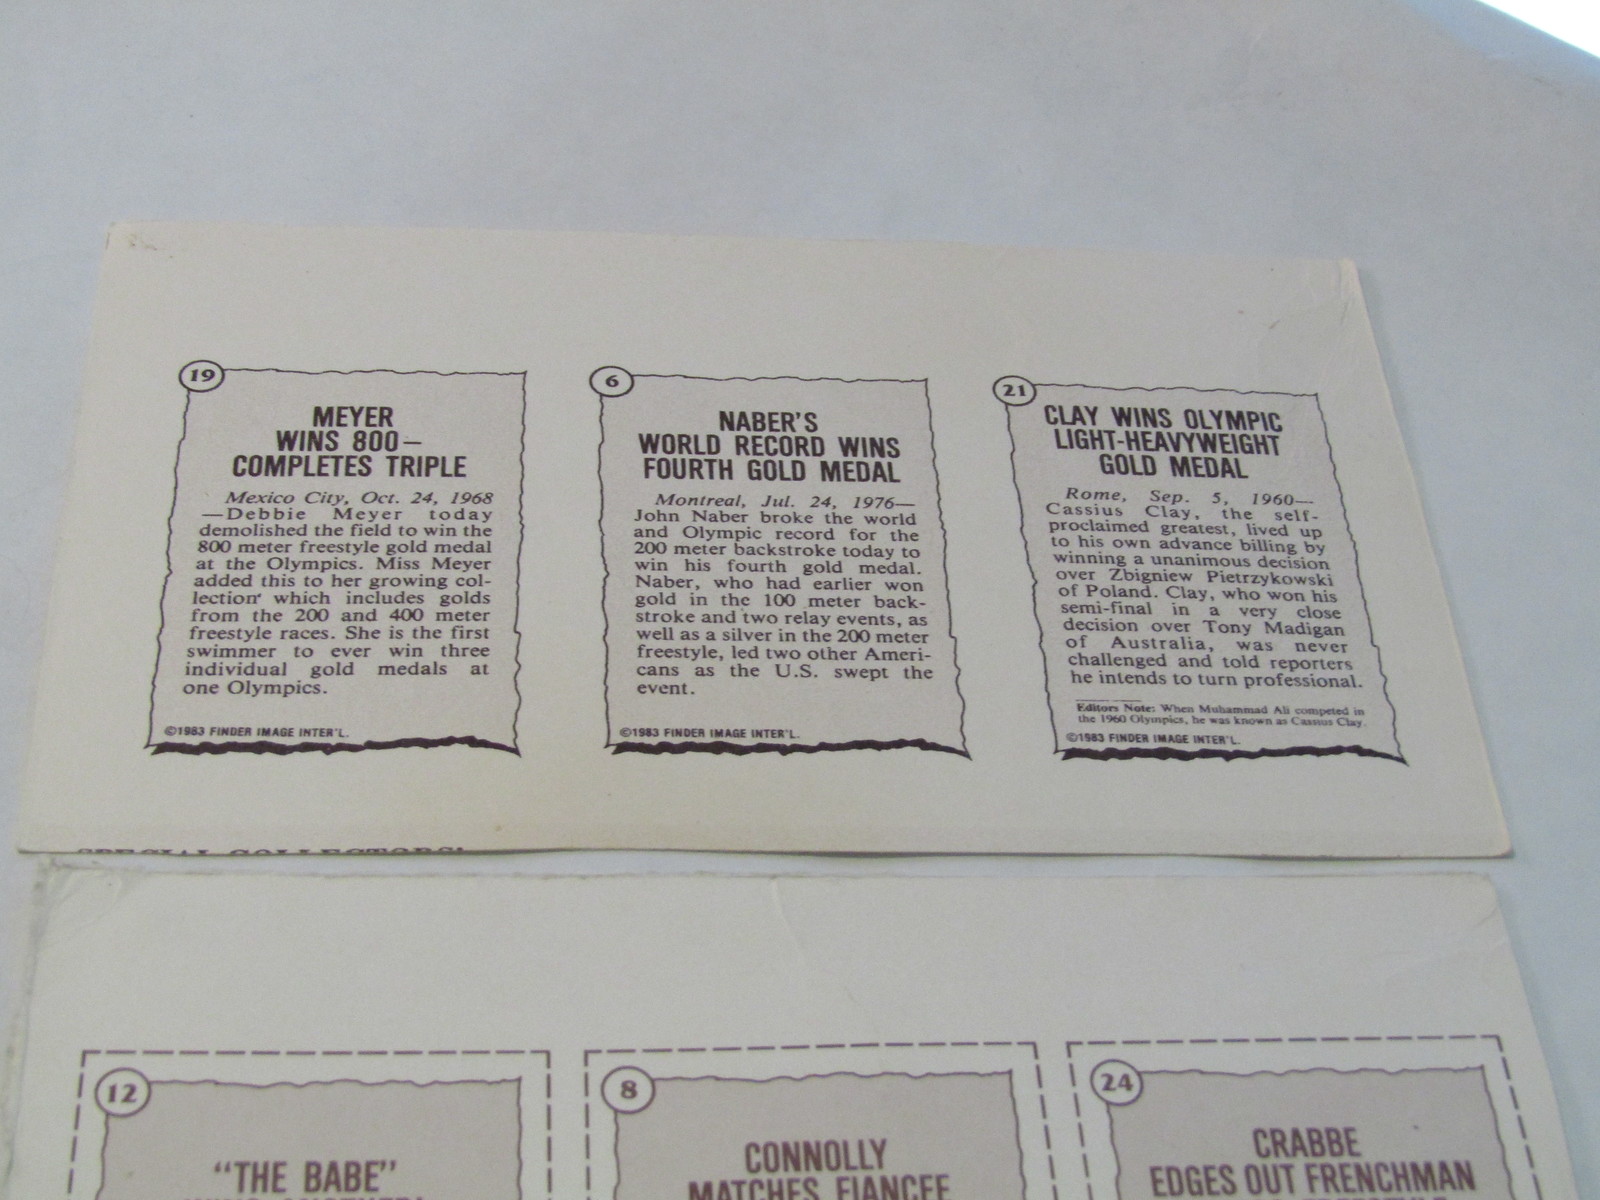 19
MEYER
WINS 800—
COMPLETES TRIPLE
Mexico City, Oct. 24, 1968
—Debbie Meyer today
demolished the field to win the
800 meter freestyle gold medal
at the Olympics. Miss Meyer
added this to her growing col-
lection which includes golds
from the 200 and 400 meter
freestyle races. She is the first
swimmer to ever win three
individual gold medals at
one Olympics.
©1983 FINDER IMAGE INTER'L.
6
NABER'S
WORLD RECORD WINS
FOURTH GOLD MEDAL
Montreal, Jul. 24, 1976—
John Naber broke the world
and Olympic record for the
200 meter backstroke today to
win his fourth gold medal.
Naber, who had earlier won
gold in the 100 meter back-
stroke and two relay events, as
well as a silver in the 200 meter
freestyle, led two other Ameri-
cans as the U.S. swept the
event.
©1983 FINDER IMAGE INTER'L.
21
CLAY WINS OLYMPIC
LIGHT-HEAVYWEIGHT
GOLD MEDAL
Rome, Sep. 5, 1960—
Cassius Clay, the self-
proclaimed greatest, lived up
to his own advance billing by
winning a unanimous decision
over Zbigniew Pietrzykowski
of Poland. Clay, who won his
semi-final in a very close
decision over Tony Madigan
of Australia, was never
challenged and told reporters
he intends to turn professional.
Editors Note: When Muhammad Ali competed in
the 1960 Olympics, he was known as Cassius Clay.
©1983 FINDER IMAGE INTER'L.
SPECIAL COLLECTORS'
12
"THE BABE"
8
CONNOLLY
MATCHES FIANCEE
24
CRABBE
EDGES OUT FRENCHMAN